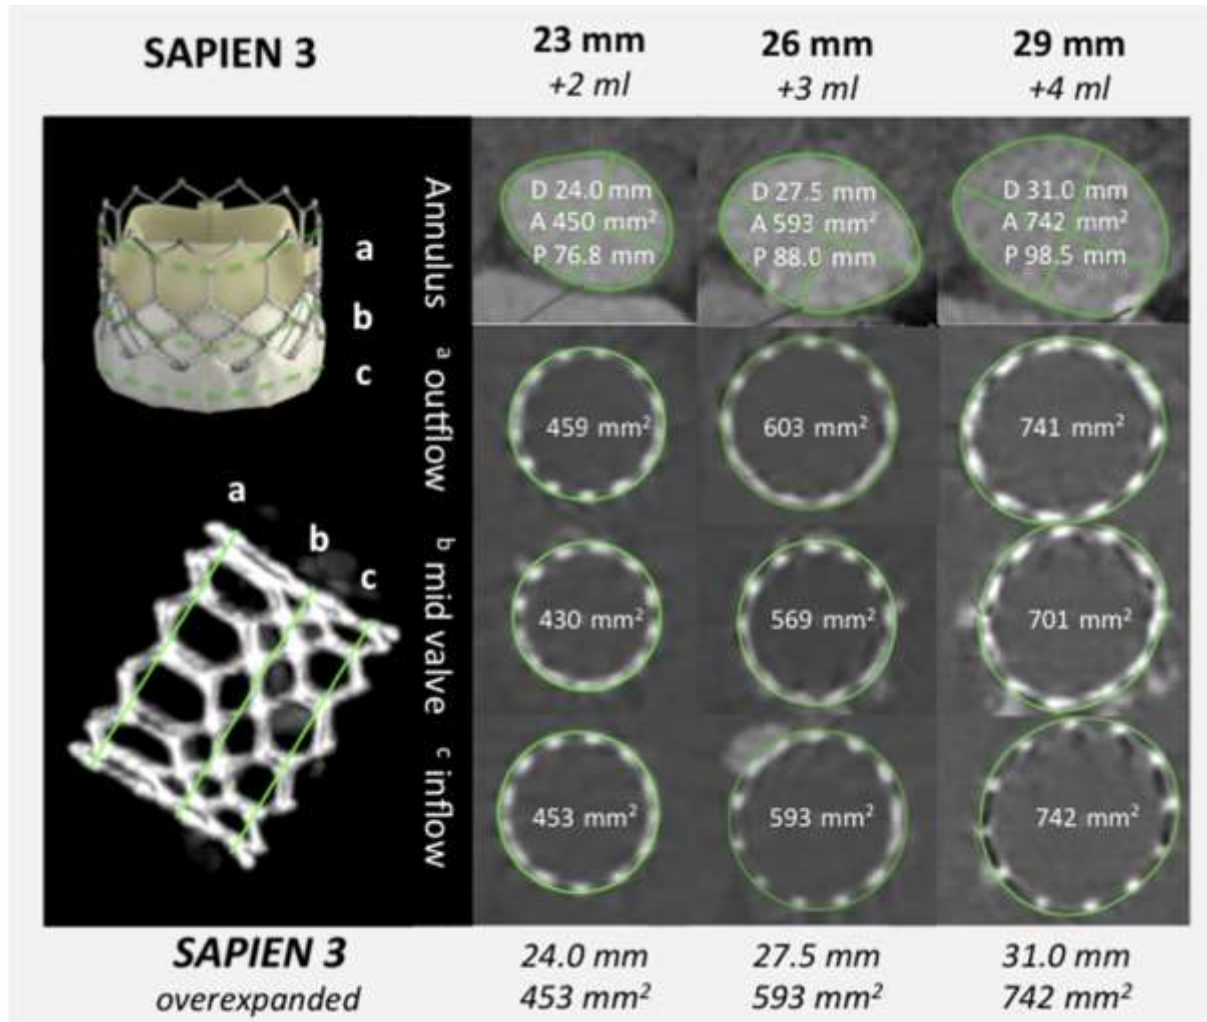 SAPIEN 3
23 mm
+2 ml
26 mm
+3 ml
29 mm
+4 ml
a
b
c
a
b
c
Annulus
a outflow
b mid valve
c inflow
D 24.0 mm
A 450 mm²
P 76.8 mm
D 27.5 mm
A 593 mm²
P 88.0 mm
D 31.0 mm
A 742 mm²
P 98.5 mm
459 mm²
603 mm²
741 mm²
430 mm²
569 mm²
701 mm²
453 mm²
593 mm²
742 mm²
SAPIEN 3
overexpanded
24.0 mm
453 mm²
27.5 mm
593 mm²
31.0 mm
742 mm²